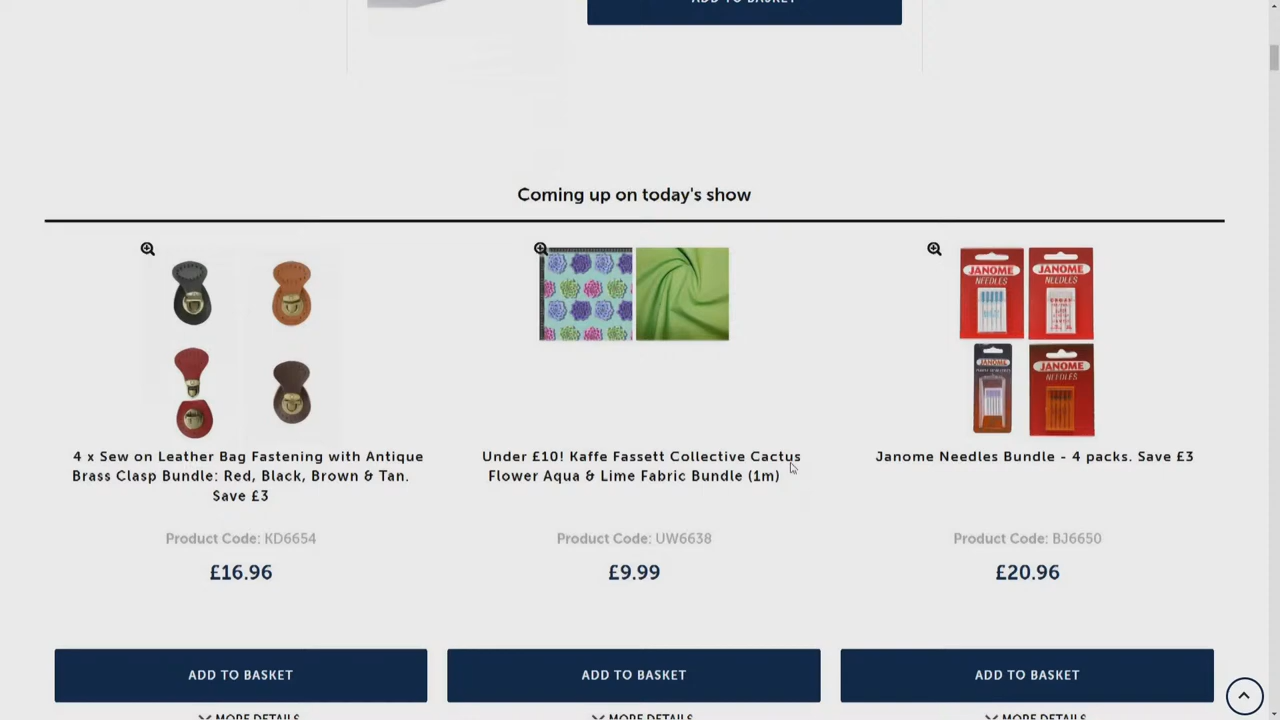 ADD TO BASKET
Coming up on today's show
JANOME
NEEDLES
JANOME
NEEDLES
JANOME
JANOME
NEEDLES
4 x Sew on Leather Bag Fastening with Antique
Brass Clasp Bundle: Red, Black, Brown & Tan.
Save £3
Product Code: KD6654
£16.96
ADD TO BASKET
MORE DETAILS
Under £10! Kaffe Fassett Collective Cactus
Flower Aqua & Lime Fabric Bundle (1m)
Product Code: UW6638
£9.99
ADD TO BASKET
MORE DETAILS
Janome Needles Bundle - 4 packs. Save £3
Product Code: BJ6650
£20.96
ADD TO BASKET
MORE DETAILS